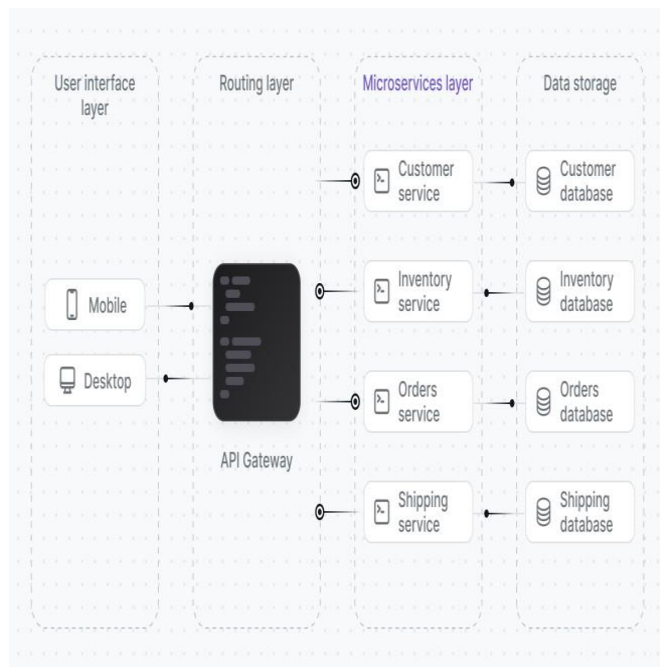 User interface
layer
Routing layer
Microservices layer
Data storage
Customer
service
Customer
database
Inventory
service
Inventory
database
Mobile
Desktop
Orders
service
Orders
database
API Gateway
Shipping
service
Shipping
database